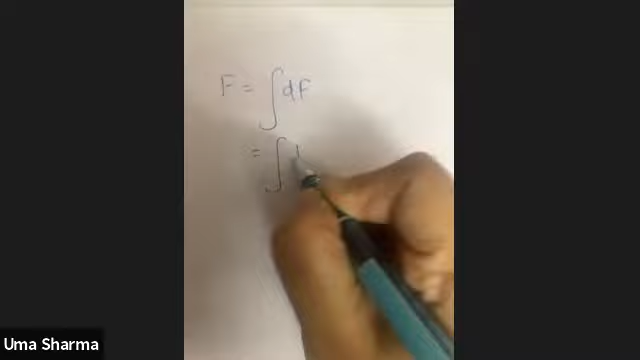 F = ∫ dF
= ∫
Uma Sharma